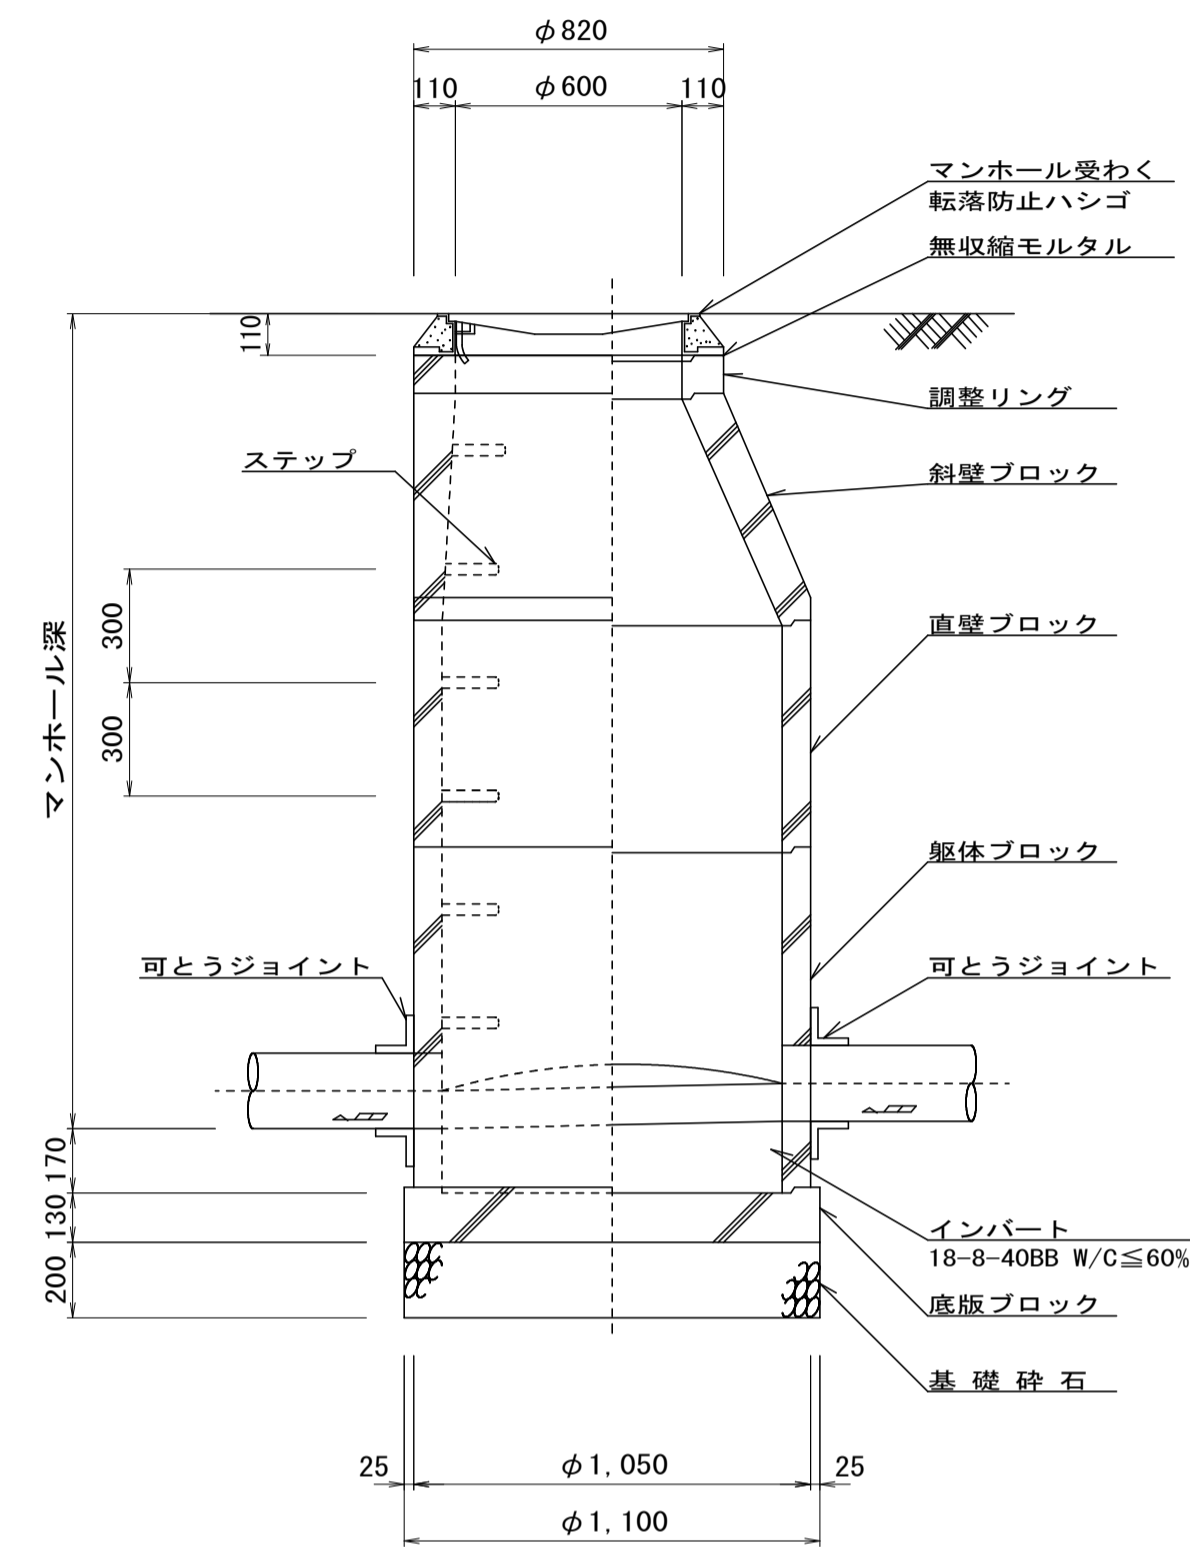 φ820
110 φ600 110
マンホール受わく
転落防止ハシゴ
無収縮モルタル
110
調整リング
ステップ
斜壁ブロック
300
マンホール深
直壁ブロック
300
躯体ブロック
可とうジョイント
可とうジョイント
170
130
インバート
18-8-40BB W/C≦60%
200
底版ブロック
基礎砕石
25 φ1,050 25
φ1,100